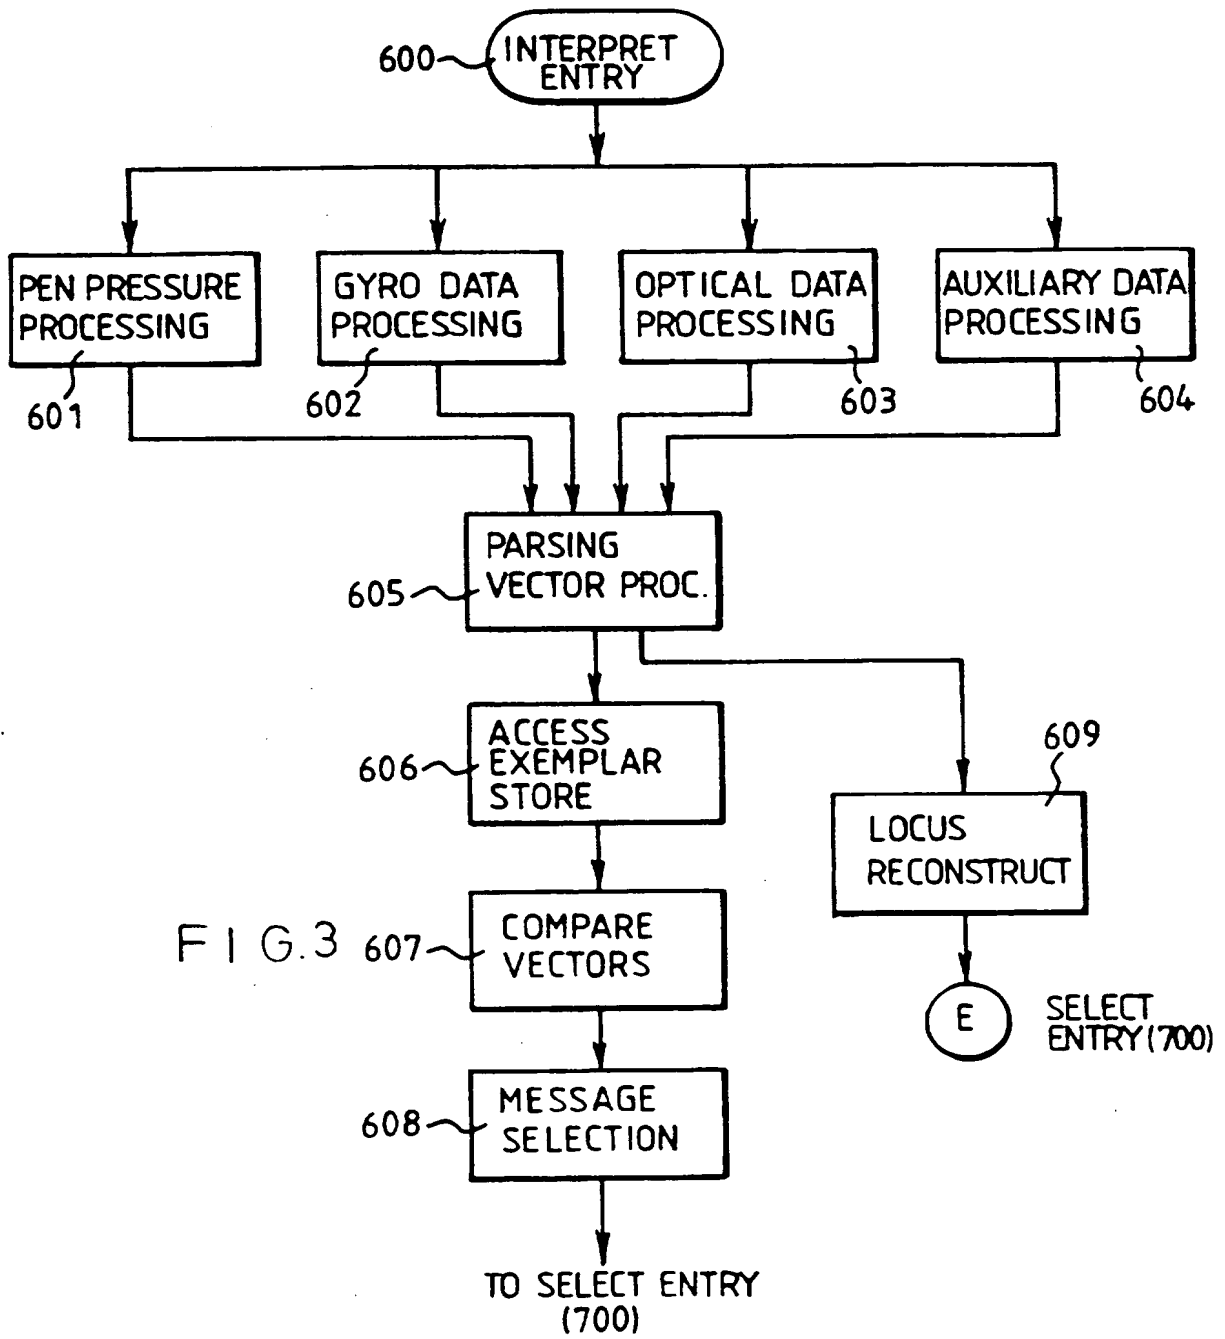 600
INTERPRET
ENTRY
PEN PRESSURE
PROCESSING
601
GYRO DATA
PROCESSING
602
OPTICAL DATA
PROCESSING
603
AUXILIARY DATA
PROCESSING
604
PARSING
VECTOR PROC.
605
ACCESS
EXEMPLAR
STORE
606
609
LOCUS
RECONSTRUCT
FIG.3
607
COMPARE
VECTORS
E
SELECT
ENTRY(700)
608
MESSAGE
SELECTION
TO SELECT ENTRY
(700)